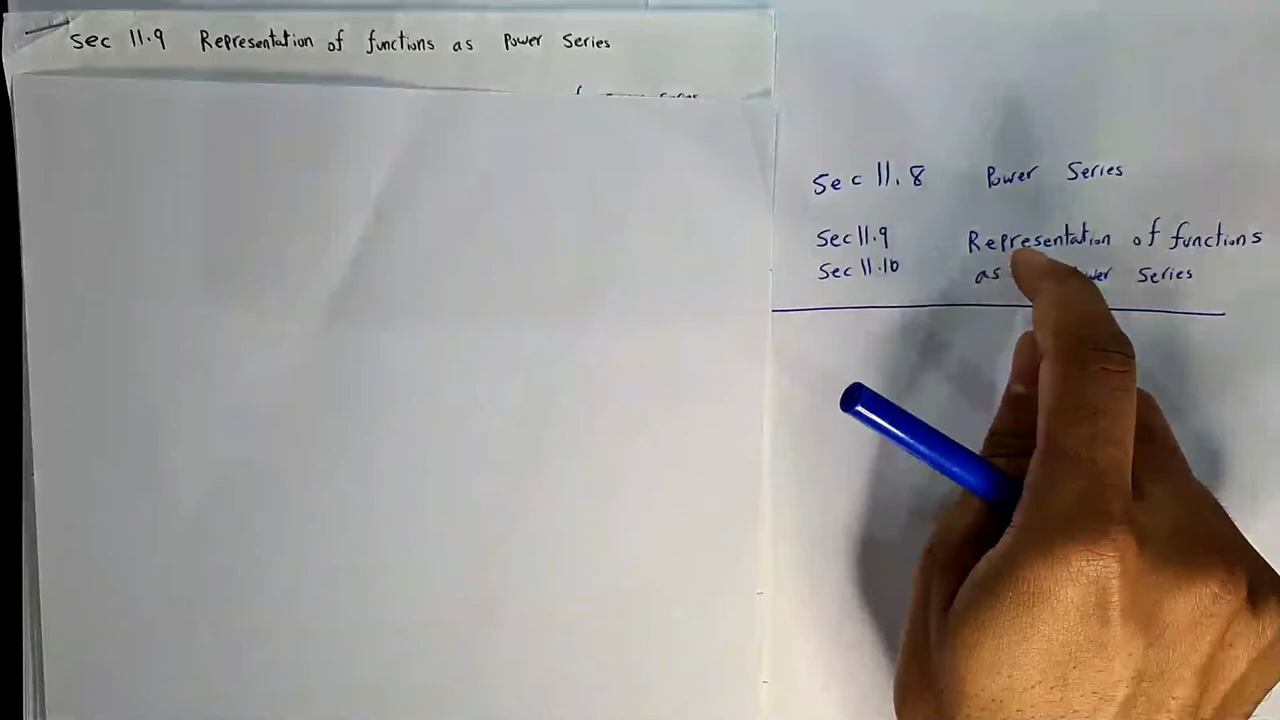 Sec 11.9 Representation of functions as Power Series
Sec 11.8 Power Series
Sec 11.9 Representation of functions
Sec 11.10 as Series